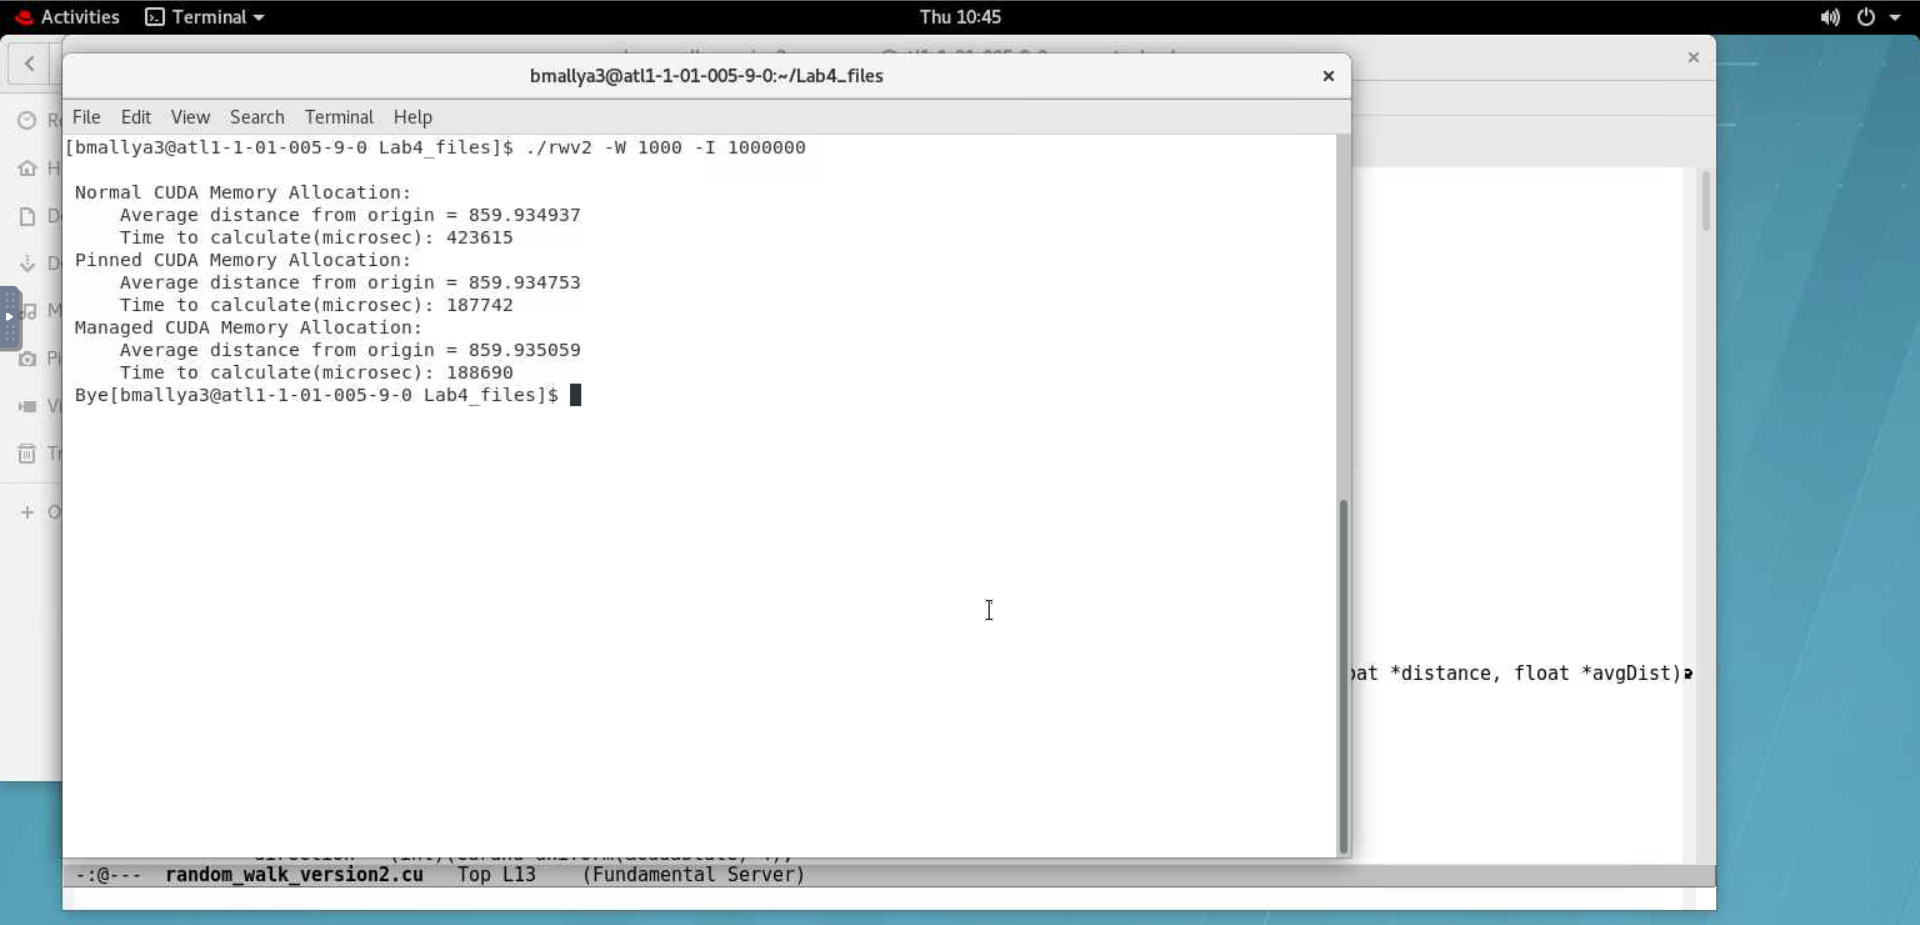 Activities Terminal Thu 10:45
bmallya3@atl1-1-01-005-9-0:~/Lab4_files
File Edit View Search Terminal Help
[bmallya3@atl1-1-01-005-9-0 Lab4_files]$ ./rwv2 -W 1000 -I 1000000
Normal CUDA Memory Allocation:
Average distance from origin = 859.934937
Time to calculate(microsec): 423615
Pinned CUDA Memory Allocation:
Average distance from origin = 859.934753
Time to calculate(microsec): 187742
Managed CUDA Memory Allocation:
Average distance from origin = 859.935059
Time to calculate(microsec): 188690
Bye[bmallya3@atl1-1-01-005-9-0 Lab4_files]$
*distance, float *avgDist)
-:@--- random_walk_version2.cu Top L13 (Fundamental Server)